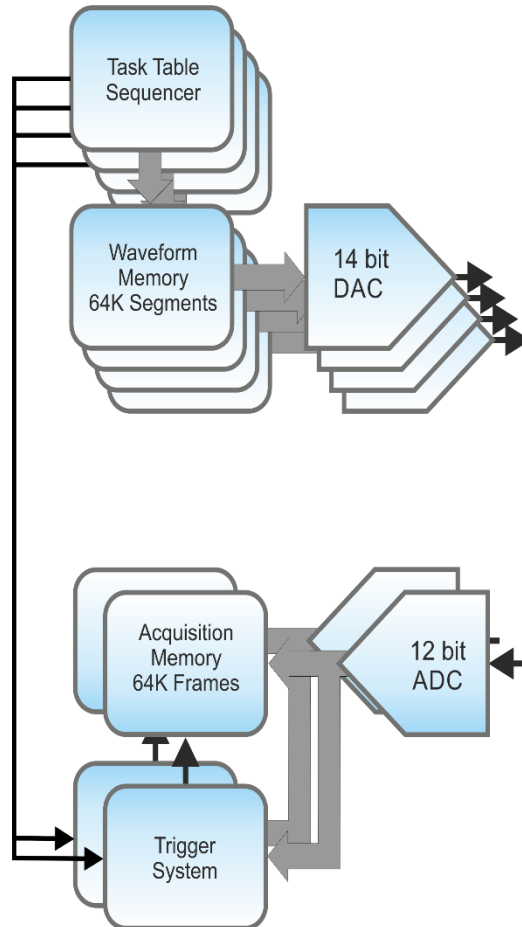 Task Table
Sequencer
Waveform
Memory
64K Segments
14 bit
DAC
Acquisition
Memory
64K Frames
12 bit
ADC
Trigger
System